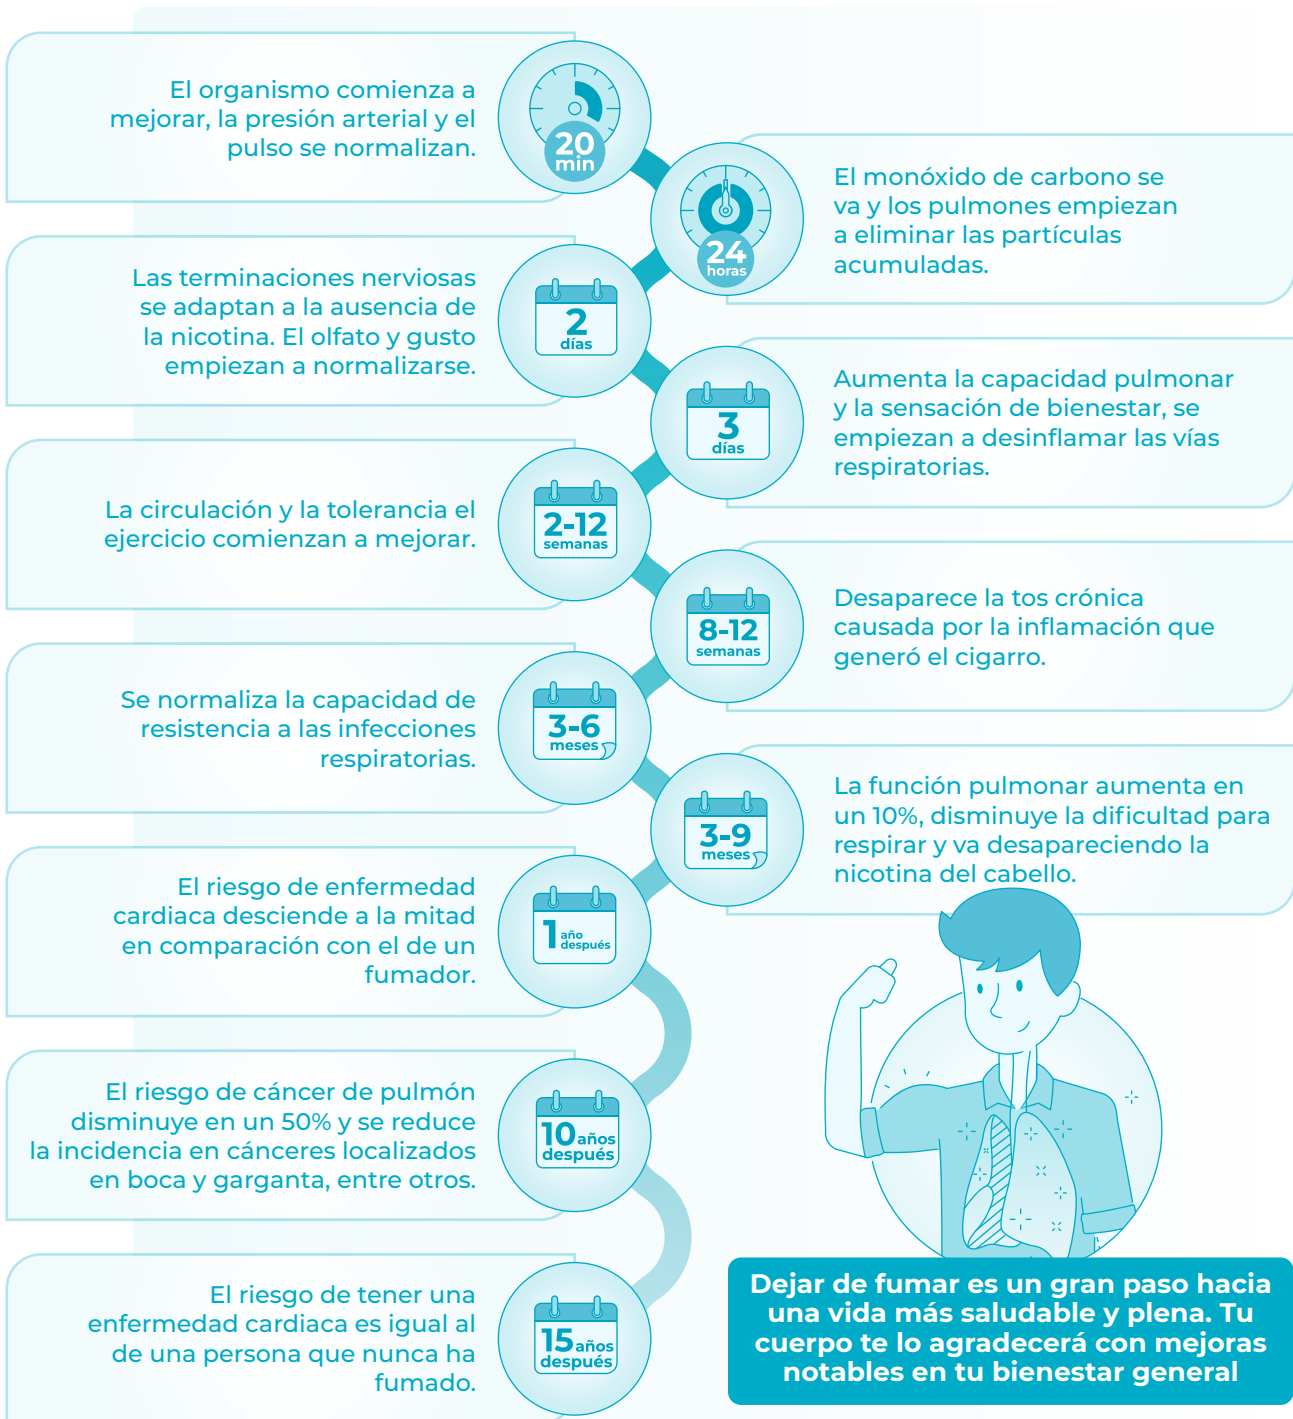 El organismo comienza a
mejorar, la presión arterial y el
pulso se normalizan.
20
min
El monóxido de carbono se
va y los pulmones empiezan
a eliminar las partículas
acumuladas.
24
horas
Las terminaciones nerviosas
se adaptan a la ausencia de
la nicotina. El olfato y gusto
empiezan a normalizarse.
2
días
Aumenta la capacidad pulmonar
y la sensación de bienestar, se
empiezan a desinflamar las vías
respiratorias.
3
días
La circulación y la tolerancia el
ejercicio comienzan a mejorar.
2-12
semanas
Desaparece la tos crónica
causada por la inflamación que
generó el cigarro.
8-12
semanas
Se normaliza la capacidad de
resistencia a las infecciones
respiratorias.
3-6
meses
La función pulmonar aumenta en
un 10%, disminuye la dificultad para
respirar y va desapareciendo la
nicotina del cabello.
3-9
meses
El riesgo de enfermedad
cardiaca desciende a la mitad
en comparación con el de un
fumador.
1 año
después
El riesgo de cáncer de pulmón
disminuye en un 50% y se reduce
la incidencia en cánceres localizados
en boca y garganta, entre otros.
10 años
después
El riesgo de tener una
enfermedad cardiaca es igual al
de una persona que nunca ha
fumado.
15 años
después
Dejar de fumar es un gran paso hacia
una vida más saludable y plena. Tu
cuerpo te lo agradecerá con mejoras
notables en tu bienestar general